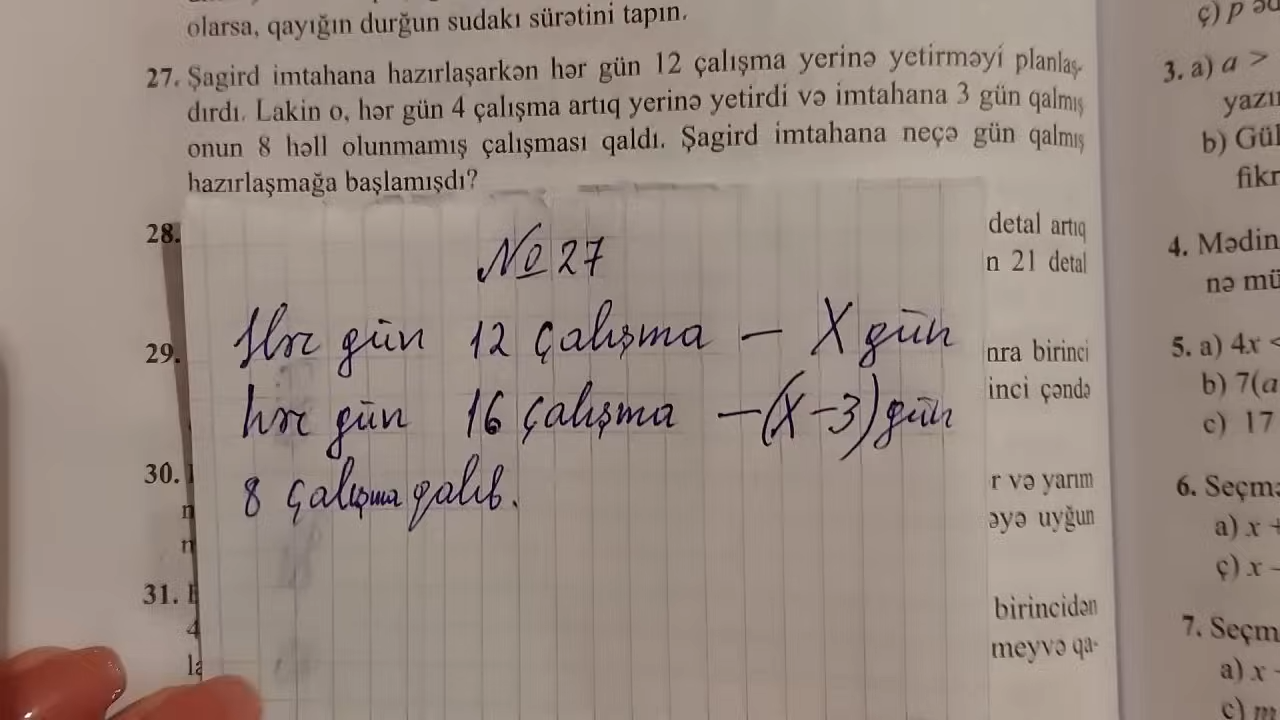 olarsa, qayığın durğun sudakı sürətini tapın.
27. Şagird imtahana hazırlaşarkən hər gün 12 çalışma yerinə yetirməyi planlaş-
dırdı. Lakin o, hər gün 4 çalışma artıq yerinə yetirdi və imtahana 3 gün qalmış
onun 8 həll olunmamış çalışması qaldı. Şagird imtahana neçə gün qalmış
hazırlaşmağa başlamışdı?
28.
detal artıq
n 21 detal
29.
nra birinci
inci çəndə
30.
r və yarım
əyə uyğun
31.
birincidən
meyvə qa-
№ 27
Hər gün 12 çalışma — X gün
hər gün 16 çalışma —(X-3) gün
8 çalışma qalıb.
ç) p
3. a) a >
yazı
b) Gül
fikr
4. Mədin
nə mü
5. a) 4x <
b) 7(a
c) 17
6. Seçmə
a) x +
ç) x -
7. Seçm
a) x -
c) m